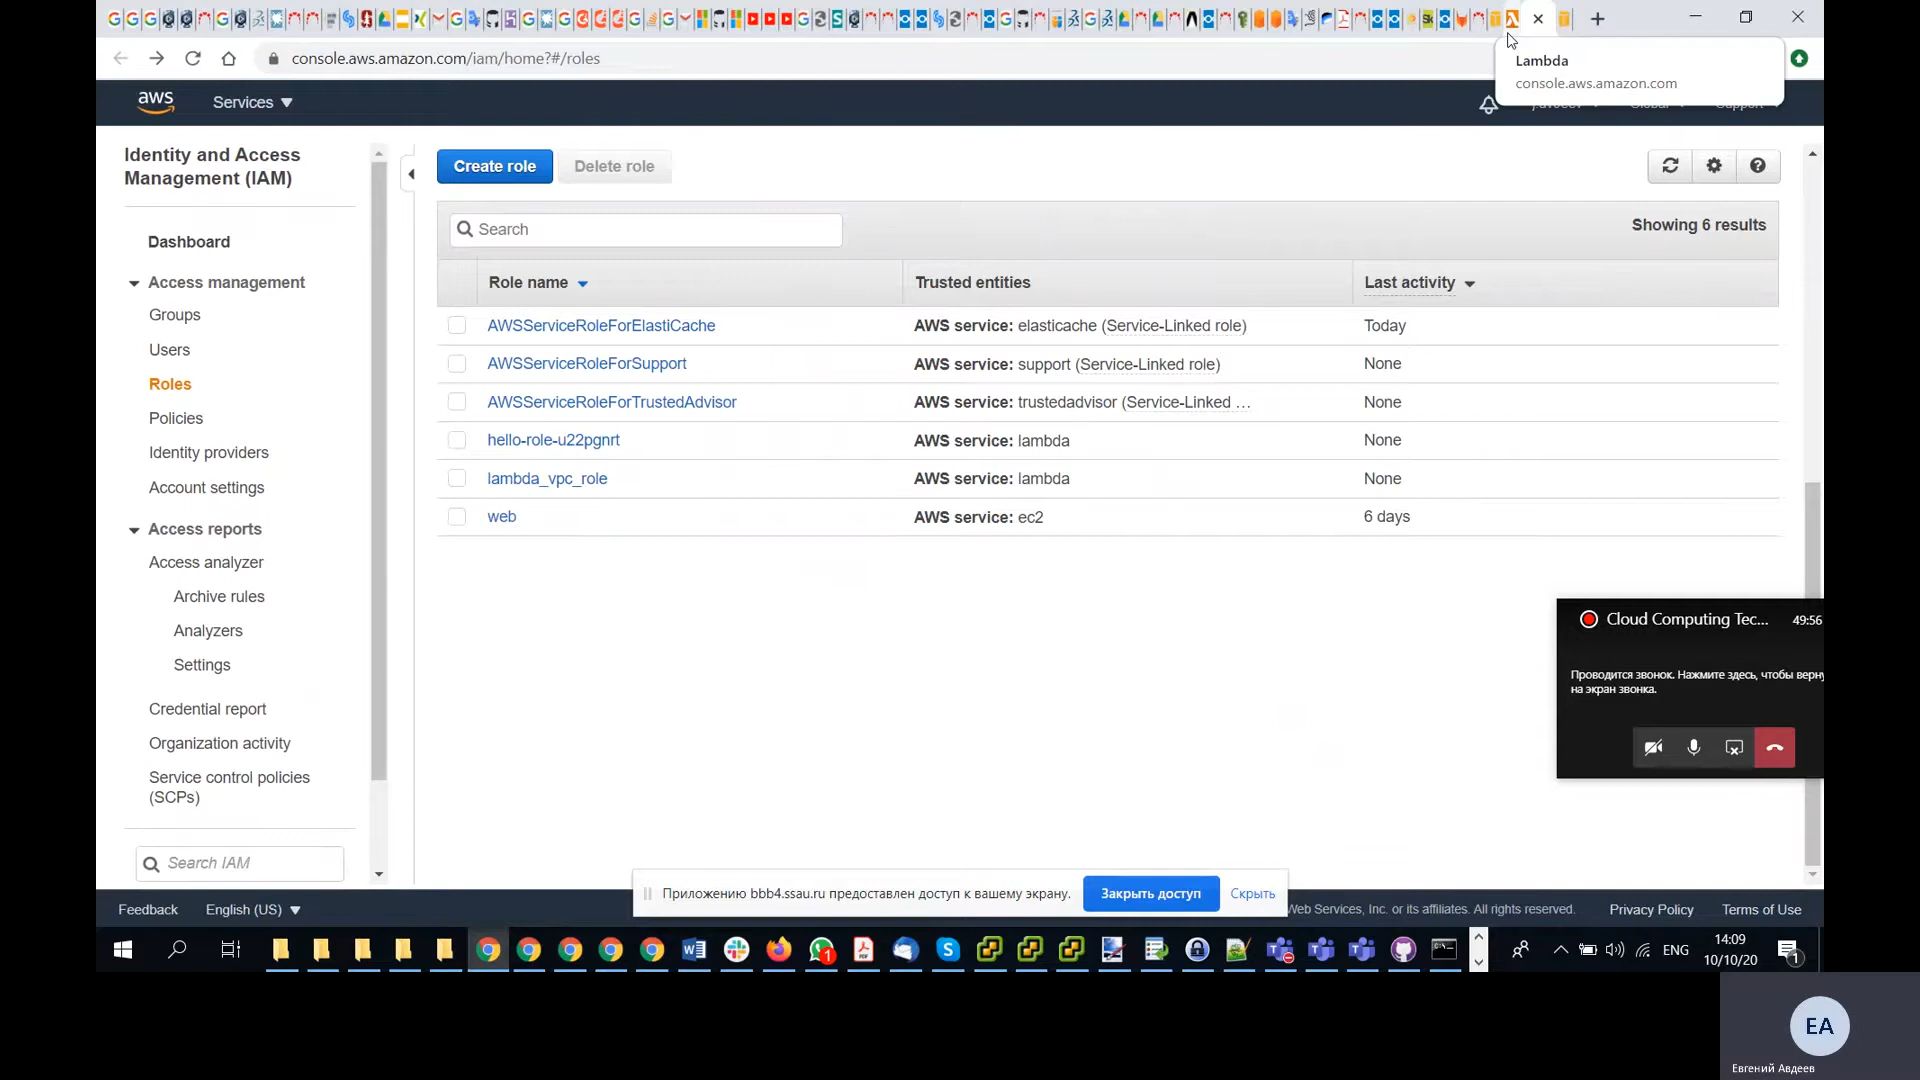 console.aws.amazon.com/iam/home?#/roles
Lambda
console.aws.amazon.com
aws
Services
Support
Identity and Access
Management (IAM)
Dashboard
Access management
Groups
Users
Roles
Policies
Identity providers
Account settings
Access reports
Access analyzer
Archive rules
Analyzers
Settings
Credential report
Organization activity
Service control policies
(SCPs)
Search IAM
Create role
Delete role
Search
Showing 6 results
Role name Trusted entities Last activity
AWSServiceRoleForElastiCache AWS service: elasticache (Service-Linked role) Today
AWSServiceRoleForSupport AWS service: support (Service-Linked role) None
AWSServiceRoleForTrustedAdvisor AWS service: trustedadvisor (Service-Linked … None
hello-role-u22pgnrt AWS service: lambda None
lambda_vpc_role AWS service: lambda None
web AWS service: ec2 6 days
Cloud Computing Tec... 49:56
Проводится звонок. Нажмите здесь, чтобы верну
на экран звонка.
Приложению bbb4.ssau.ru предоставлен доступ к вашему экрану. Закрыть доступ Скрыть
Feedback English (US) Web Services, Inc. or its affiliates. All rights reserved. Privacy Policy Terms of Use
ENG
14:09
10/10/20
1
1
EA
Евгений Авдеев